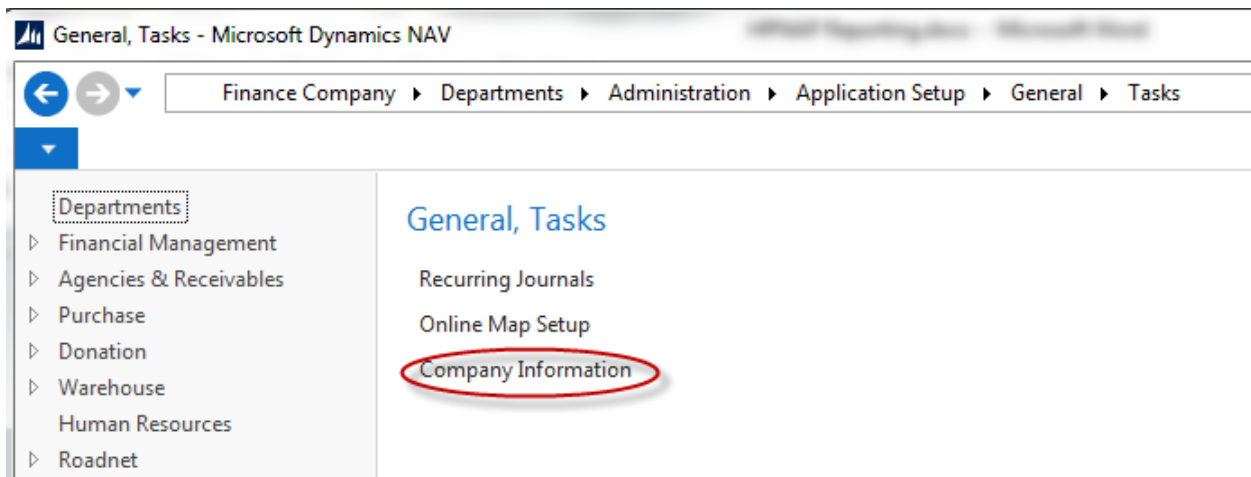 General, Tasks - Microsoft Dynamics NAV
Finance Company ▸ Departments ▸ Administration ▸ Application Setup ▸ General ▸ Tasks
Departments
Financial Management
Agencies & Receivables
Purchase
Donation
Warehouse
Human Resources
Roadnet
General, Tasks
Recurring Journals
Online Map Setup
Company Information